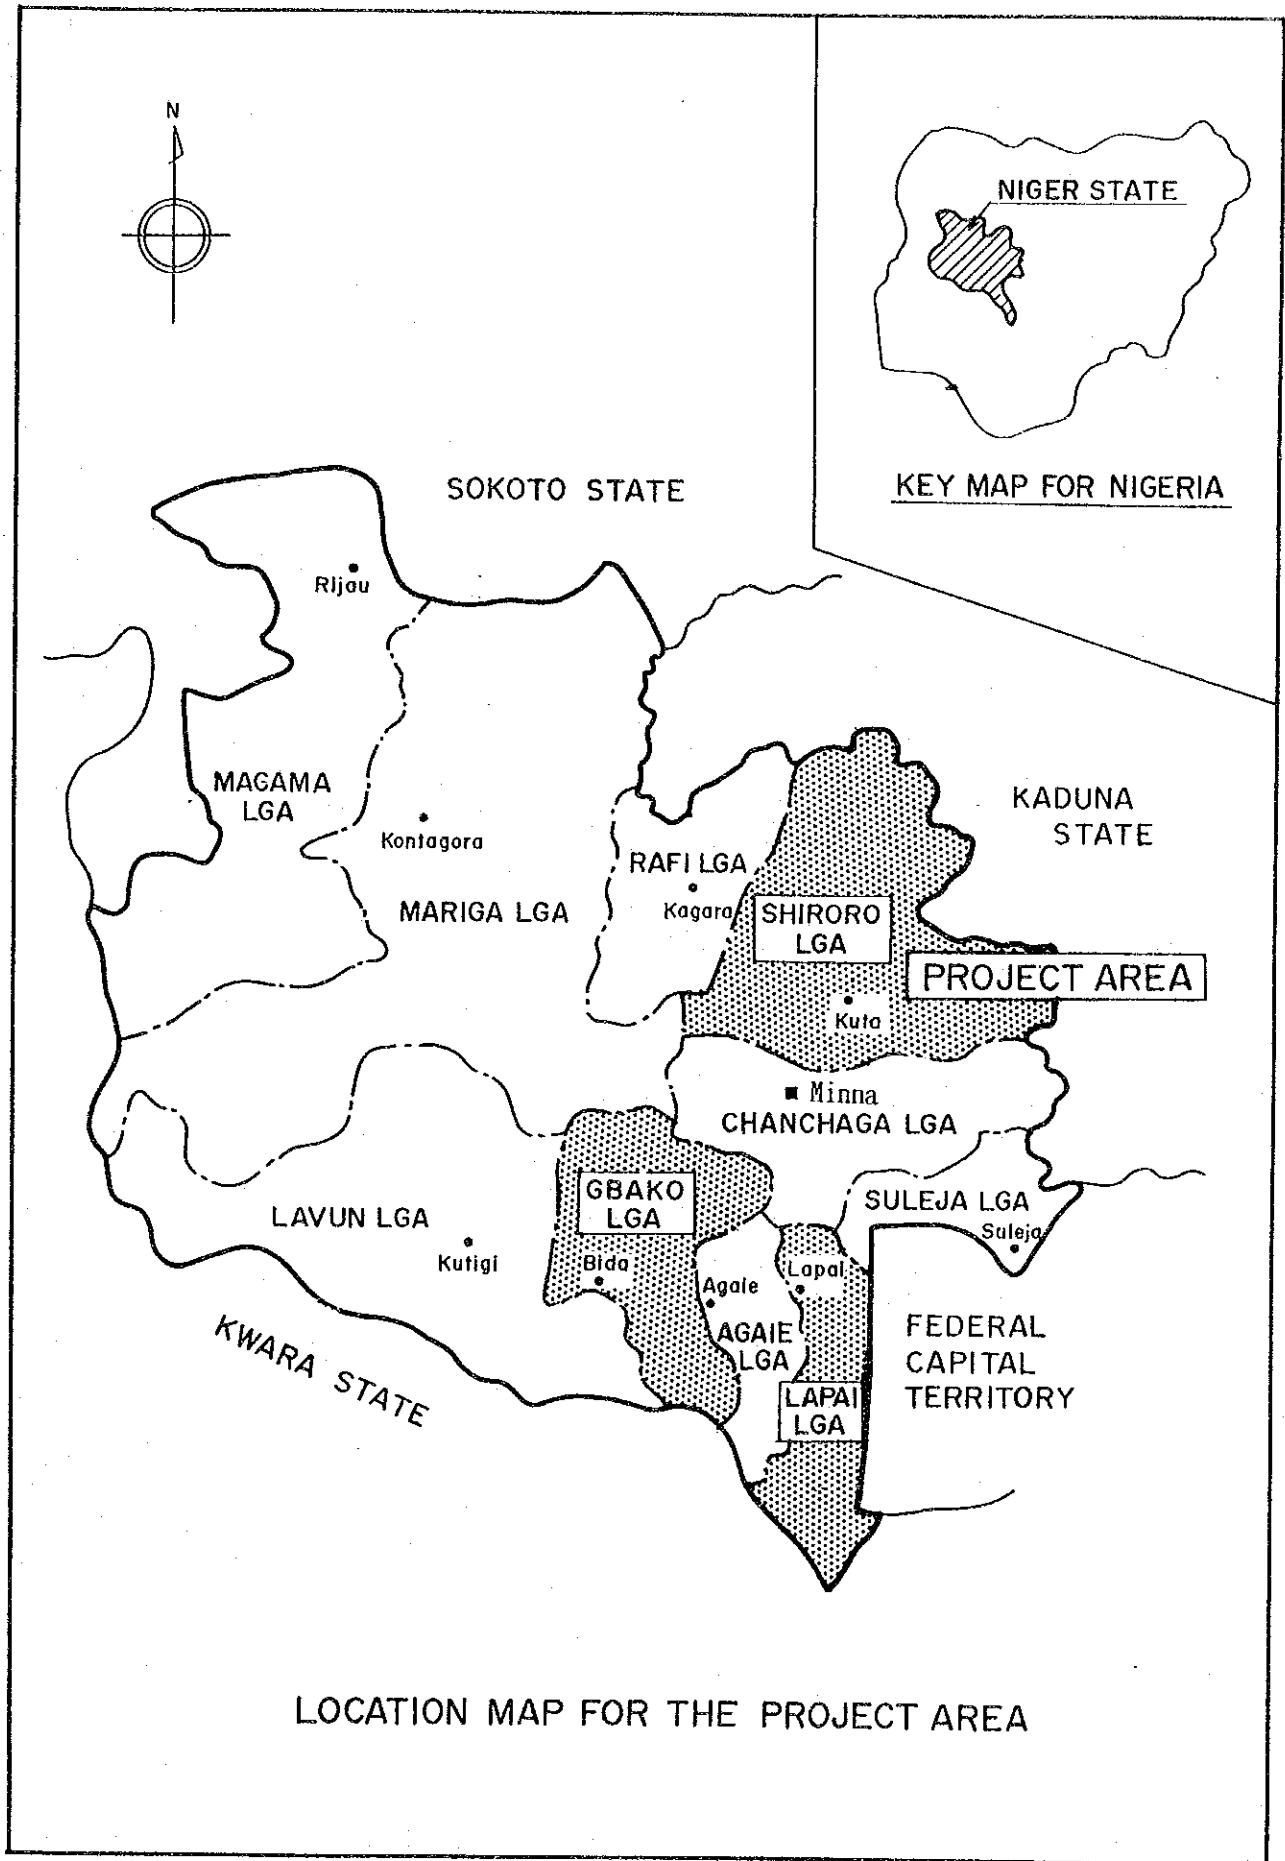 N
NIGER STATE
KEY MAP FOR NIGERIA
SOKOTO STATE
Rijau
MAGAMA
LGA
Kontagora
MARIGA LGA
RAFI LGA
Kagara
SHIRORO
LGA
KADUNA
STATE
PROJECT AREA
Kuta
Minna
CHANCHAGA LGA
GBAKO
LGA
Bida
LAVUN LGA
Kutigi
SULEJA LGA
Suleja
Lapai
Agaie
AGAIE
LGA
LAPAI
LGA
FEDERAL
CAPITAL
TERRITORY
KWARA STATE
LOCATION MAP FOR THE PROJECT AREA